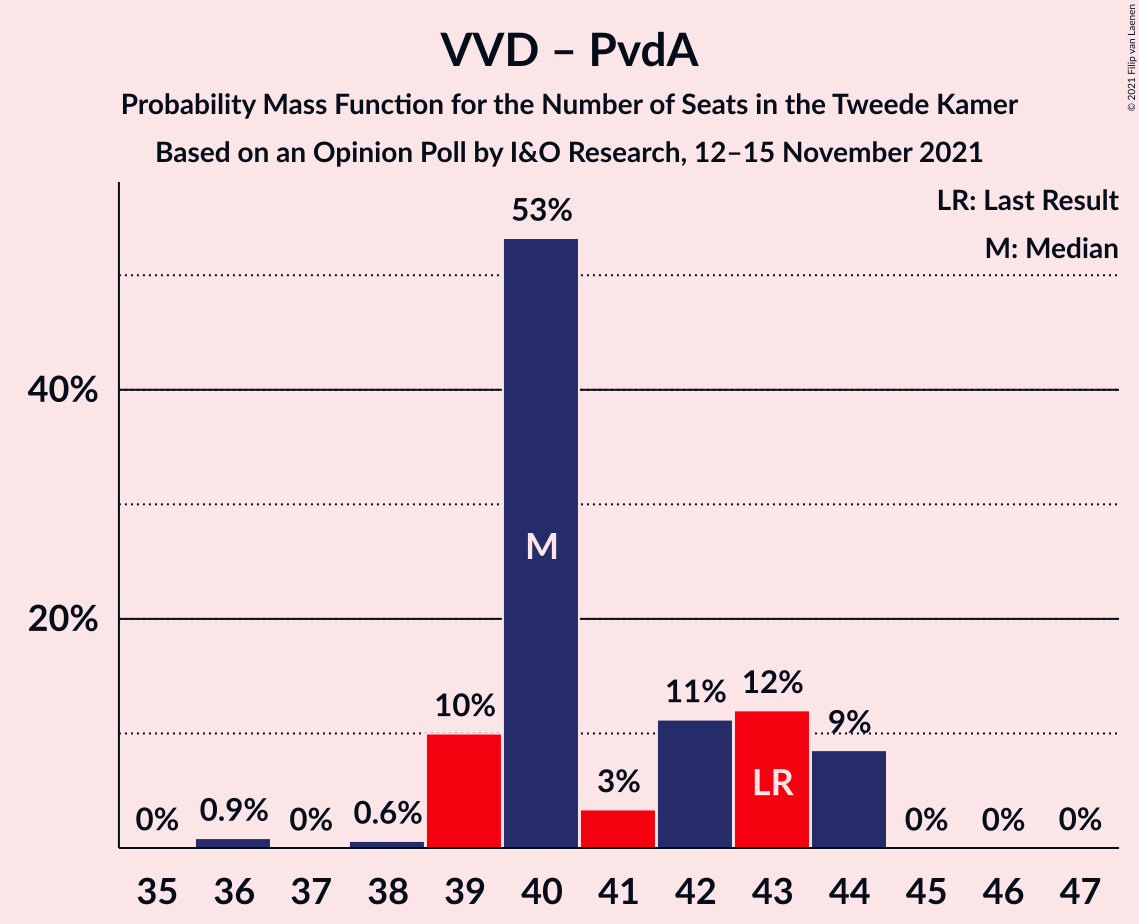 VVD – PvdA
Probability Mass Function for the Number of Seats in the Tweede Kamer
Based on an Opinion Poll by I&O Research, 12–15 November 2021
© 2021 Filip van Laenen
LR: Last Result
M: Median
40%
20%
0%
0.9%
0%
0.6%
10%
53%
M
3%
11%
12%
LR
9%
0%
0%
0%
35 36 37 38 39 40 41 42 43 44 45 46 47